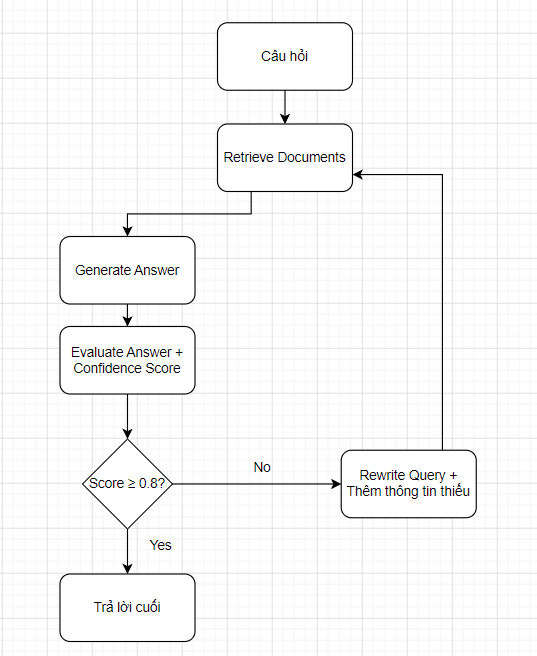 Câu hỏi
Retrieve Documents
Generate Answer
Evaluate Answer +
Confidence Score
Score ≥ 0.8?
No
Rewrite Query +
Thêm thông tin thiếu
Yes
Trả lời cuối